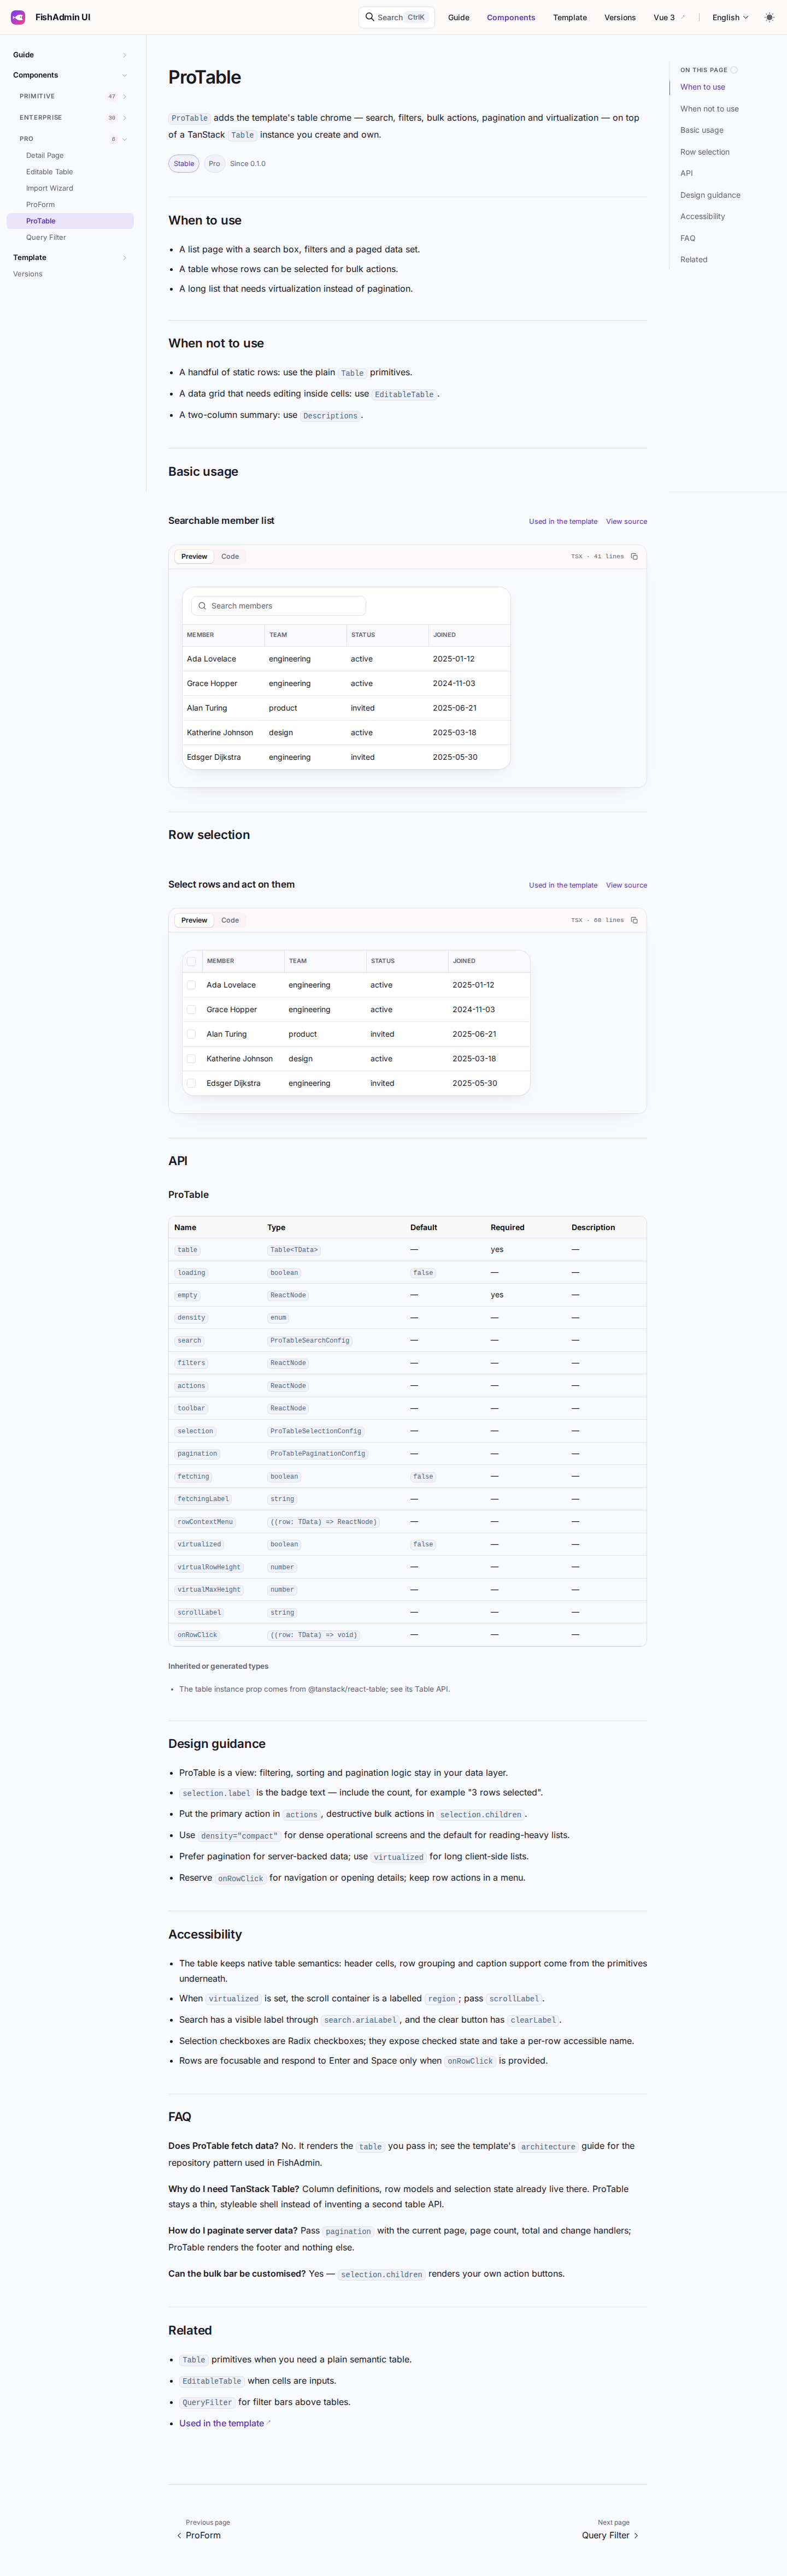 FishAdmin UI
Search CtrlK
Guide
Components
Template
Versions
Vue 3
English
Guide
Components
PRIMITIVE 47
ENTERPRISE 39
PRO 6
Detail Page
Editable Table
Import Wizard
ProForm
ProTable
Query Filter
Template
Versions
ON THIS PAGE
When to use
When not to use
Basic usage
Row selection
API
Design guidance
Accessibility
FAQ
Related
ProTable
ProTable adds the template's table chrome — search, filters, bulk actions, pagination and virtualization — on top
of a TanStack Table instance you create and own.
Stable Pro Since 0.1.0
When to use
• A list page with a search box, filters and a paged data set.
• A table whose rows can be selected for bulk actions.
• A long list that needs virtualization instead of pagination.
When not to use
• A handful of static rows: use the plain Table primitives.
• A data grid that needs editing inside cells: use EditableTable.
• A two-column summary: use Descriptions.
Basic usage
Searchable member list Used in the template View source
Preview Code TSX · 41 lines
Search members
MEMBER TEAM STATUS JOINED
Ada Lovelace engineering active 2025-01-12
Grace Hopper engineering active 2024-11-03
Alan Turing product invited 2025-06-21
Katherine Johnson design active 2025-03-18
Edsger Dijkstra engineering invited 2025-05-30
Row selection
Select rows and act on them Used in the template View source
Preview Code TSX · 60 lines
MEMBER TEAM STATUS JOINED
Ada Lovelace engineering active 2025-01-12
Grace Hopper engineering active 2024-11-03
Alan Turing product invited 2025-06-21
Katherine Johnson design active 2025-03-18
Edsger Dijkstra engineering invited 2025-05-30
API
ProTable
Name Type Default Required Description
table Table<TData> — yes —
loading boolean false — —
empty ReactNode — yes —
density enum — — —
search ProTableSearchConfig — — —
filters ReactNode — — —
actions ReactNode — — —
toolbar ReactNode — — —
selection ProTableSelectionConfig — — —
pagination ProTablePaginationConfig — — —
fetching boolean false — —
fetchingLabel string — — —
rowContextMenu ((row: TData) => ReactNode) — — —
virtualized boolean false — —
virtualRowHeight number — — —
virtualMaxHeight number — — —
scrollLabel string — — —
onRowClick ((row: TData) => void) — — —
Inherited or generated types
• The table instance prop comes from @tanstack/react-table; see its Table API.
Design guidance
• ProTable is a view: filtering, sorting and pagination logic stay in your data layer.
• selection.label is the badge text — include the count, for example "3 rows selected".
• Put the primary action in actions, destructive bulk actions in selection.children.
• Use density="compact" for dense operational screens and the default for reading-heavy lists.
• Prefer pagination for server-backed data; use virtualized for long client-side lists.
• Reserve onRowClick for navigation or opening details; keep row actions in a menu.
Accessibility
• The table keeps native table semantics: header cells, row grouping and caption support come from the primitives
underneath.
• When virtualized is set, the scroll container is a labelled region; pass scrollLabel.
• Search has a visible label through search.ariaLabel, and the clear button has clearLabel.
• Selection checkboxes are Radix checkboxes; they expose checked state and take a per-row accessible name.
• Rows are focusable and respond to Enter and Space only when onRowClick is provided.
FAQ
Does ProTable fetch data? No. It renders the table you pass in; see the template's architecture guide for the
repository pattern used in FishAdmin.
Why do I need TanStack Table? Column definitions, row models and selection state already live there. ProTable
stays a thin, styleable shell instead of inventing a second table API.
How do I paginate server data? Pass pagination with the current page, page count, total and change handlers;
ProTable renders the footer and nothing else.
Can the bulk bar be customised? Yes — selection.children renders your own action buttons.
Related
• Table primitives when you need a plain semantic table.
• EditableTable when cells are inputs.
• QueryFilter for filter bars above tables.
• Used in the template
Previous page
ProForm
Next page
Query Filter